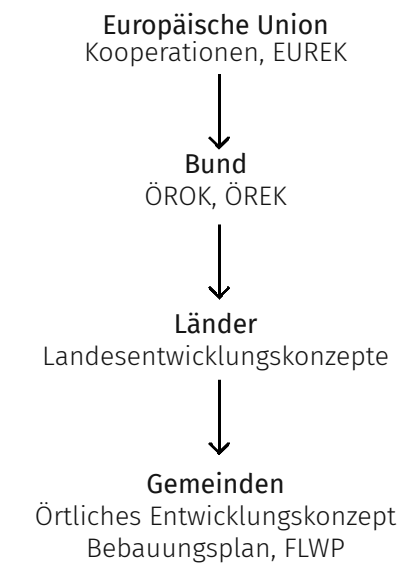 Europäische Union
Kooperationen, EUREK
Bund
ÖROK, ÖREK
Länder
Landesentwicklungskonzepte
Gemeinden
Örtliches Entwicklungskonzept
Bebauungsplan, FLWP